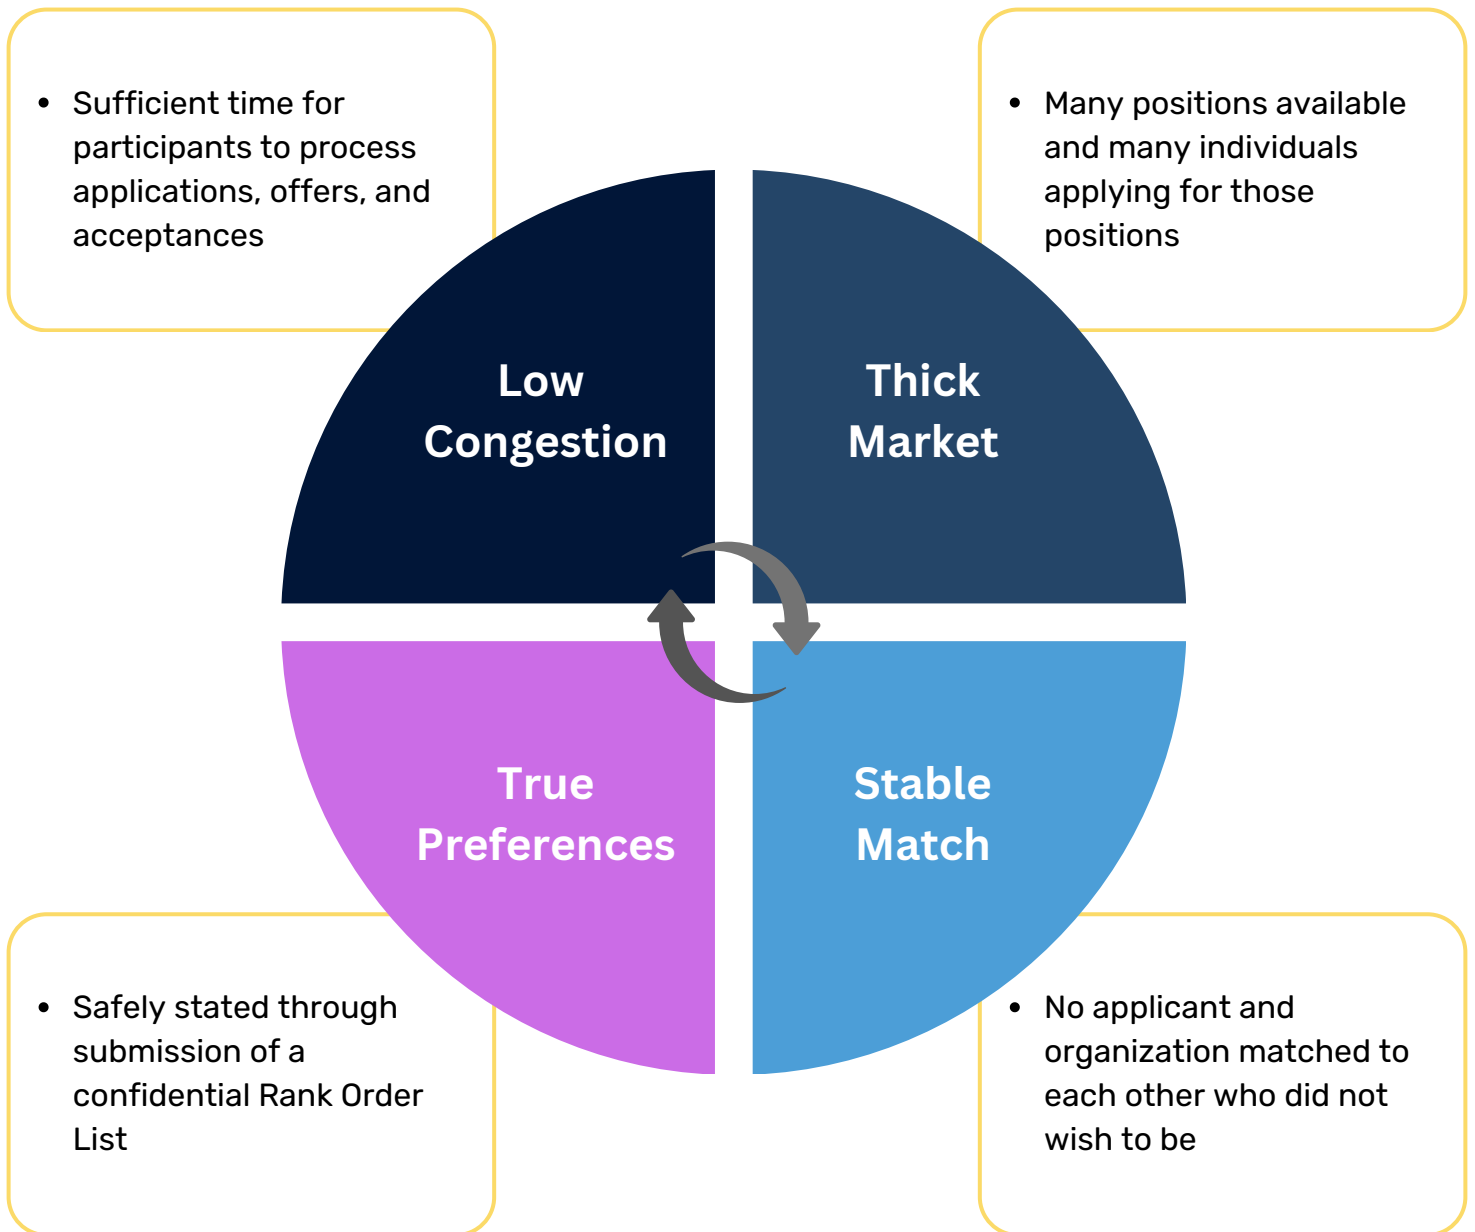 • Sufficient time for
participants to process
applications, offers, and
acceptances
• Many positions available
and many individuals
applying for those
positions
Low
Congestion
Thick
Market
True
Preferences
Stable
Match
• Safely stated through
submission of a
confidential Rank Order
List
• No applicant and
organization matched to
each other who did not
wish to be